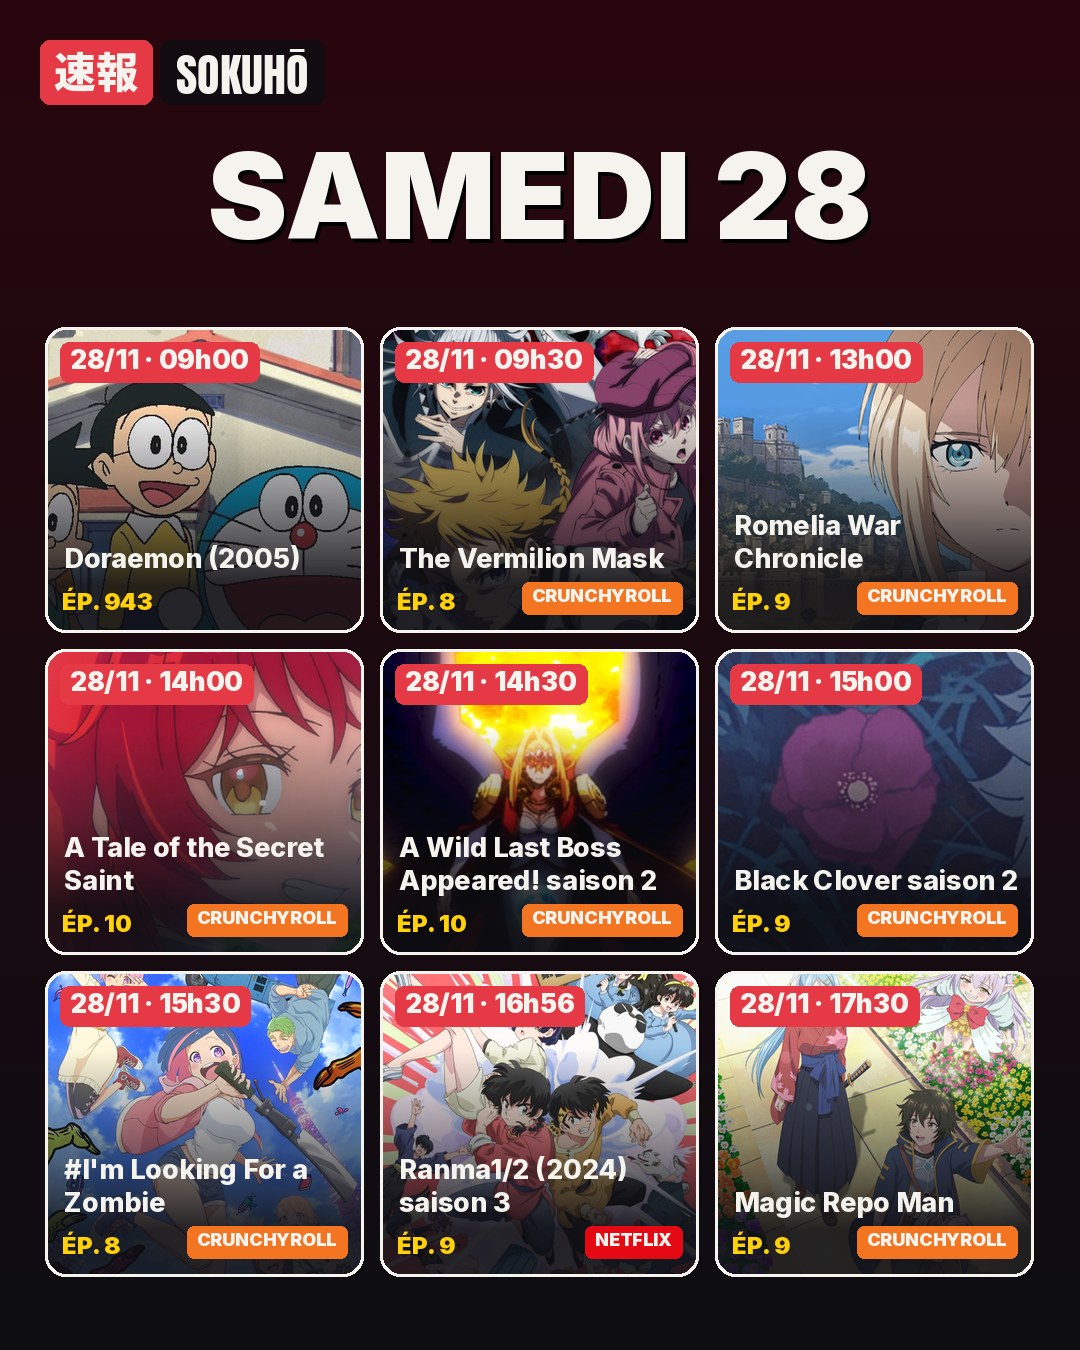 速報 SOKUHŌ
SAMEDI 28
28/11 · 09h00
Doraemon (2005)
ÉP. 943
28/11 · 09h30
The Vermilion Mask
ÉP. 8
CRUNCHYROLL
28/11 · 13h00
Romelia War
Chronicle
ÉP. 9
CRUNCHYROLL
28/11 · 14h00
A Tale of the Secret
Saint
ÉP. 10
CRUNCHYROLL
28/11 · 14h30
A Wild Last Boss
Appeared! saison 2
ÉP. 10
CRUNCHYROLL
28/11 · 15h00
Black Clover saison 2
ÉP. 9
CRUNCHYROLL
28/11 · 15h30
#I'm Looking For a
Zombie
ÉP. 8
CRUNCHYROLL
28/11 · 16h56
Ranma1/2 (2024)
saison 3
ÉP. 9
NETFLIX
28/11 · 17h30
Magic Repo Man
ÉP. 9
CRUNCHYROLL